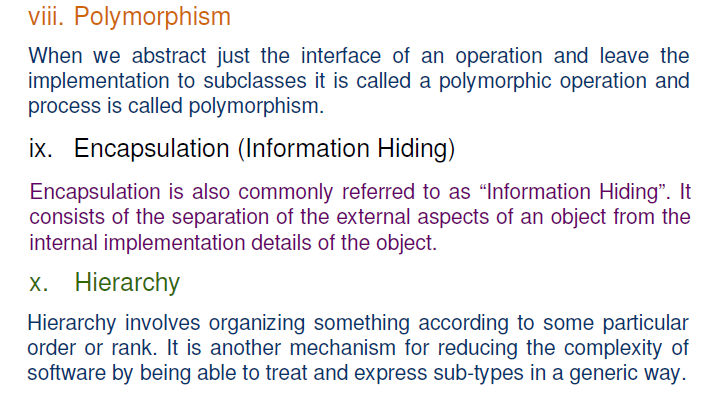 viii. Polymorphism
When we abstract just the interface of an operation and leave the
implementation to subclasses it is called a polymorphic operation and
process is called polymorphism.
ix. Encapsulation (Information Hiding)
Encapsulation is also commonly referred to as “Information Hiding”. It
consists of the separation of the external aspects of an object from the
internal implementation details of the object.
x. Hierarchy
Hierarchy involves organizing something according to some particular
order or rank. It is another mechanism for reducing the complexity of
software by being able to treat and express sub-types in a generic way.